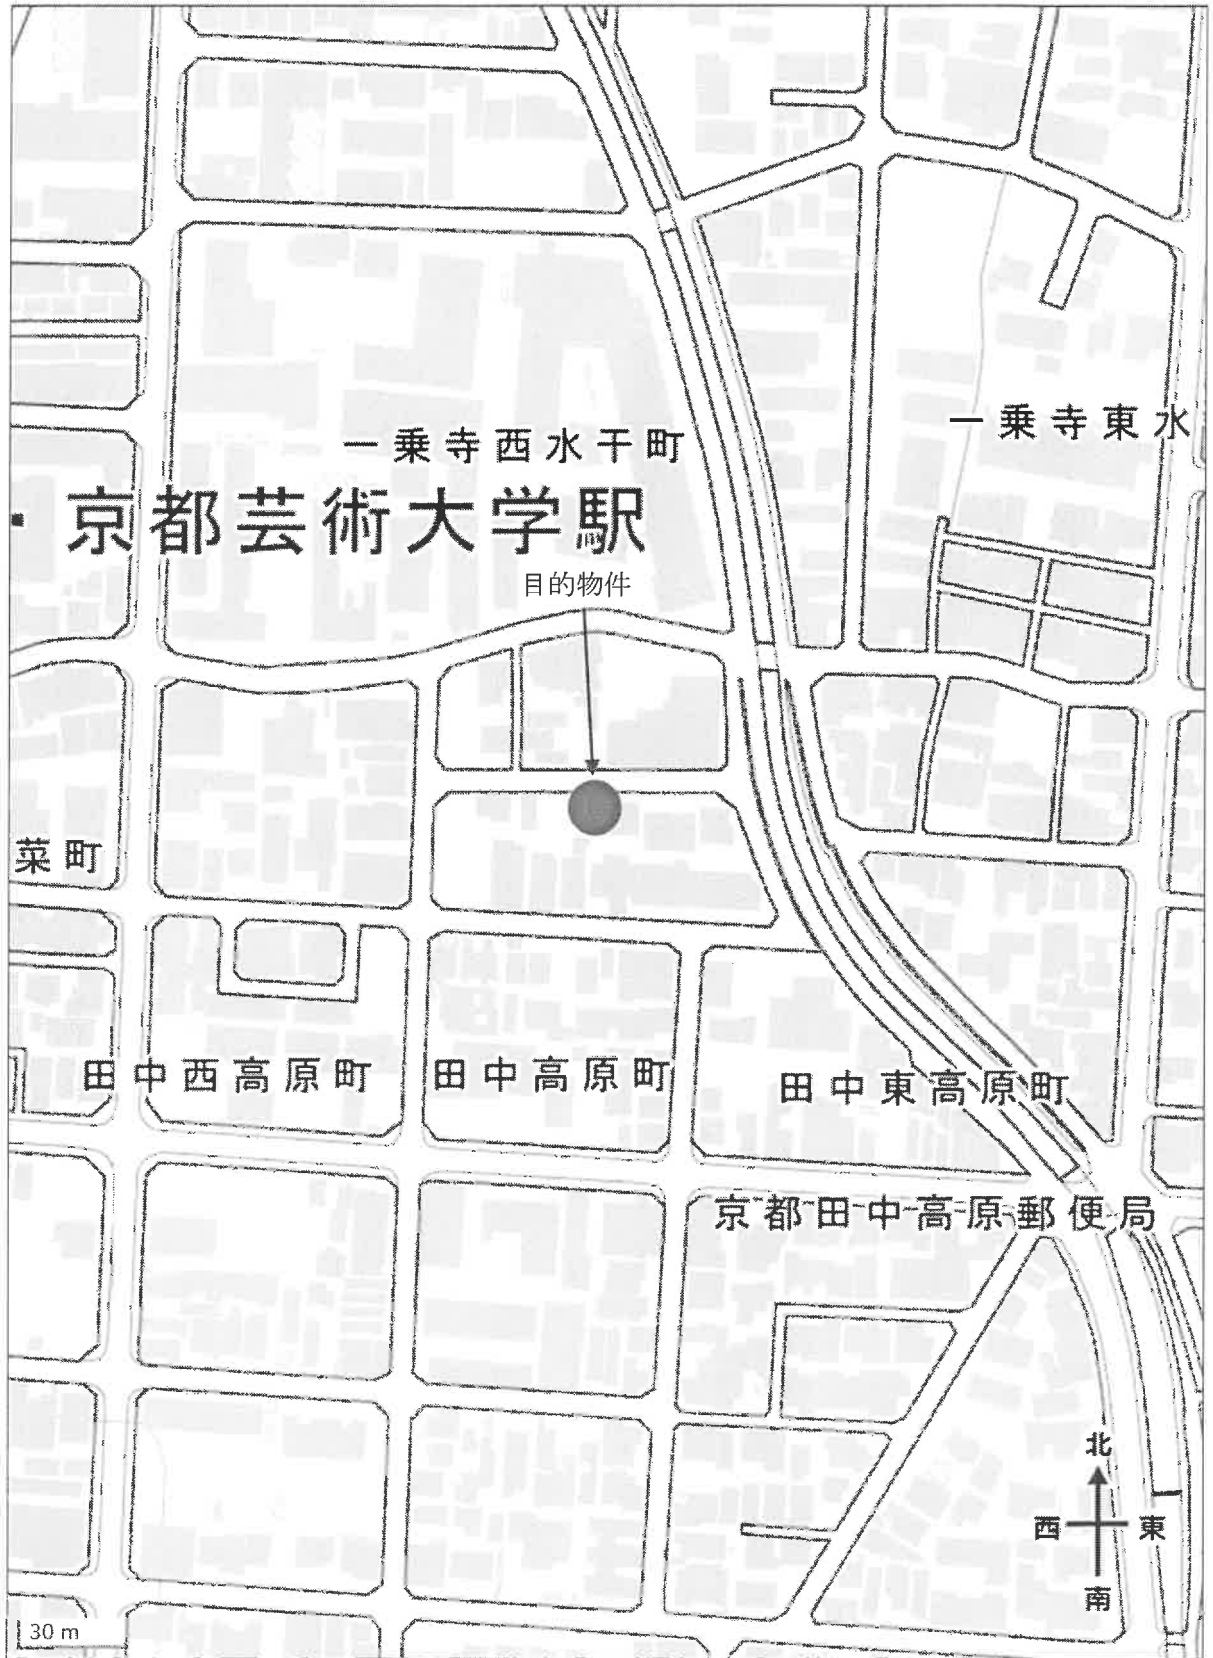 一乗寺西水干町
一乗寺東水
・京都芸術大学駅
目的物件
菜町
田中西高原町
田中高原町
田中東高原町
京都田中高原郵便局
北
西
東
南
30 m